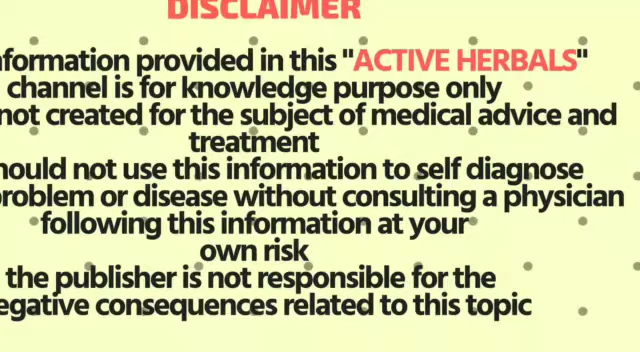 DISCLAIMER
nformation provided in this "ACTIVE HERBALS"
channel is for knowledge purpose only
not created for the subject of medical advice and
treatment
hould not use this information to self diagnose
roblem or disease without consulting a physician
following this information at your
own risk
the publisher is not responsible for the
egative consequences related to this topic